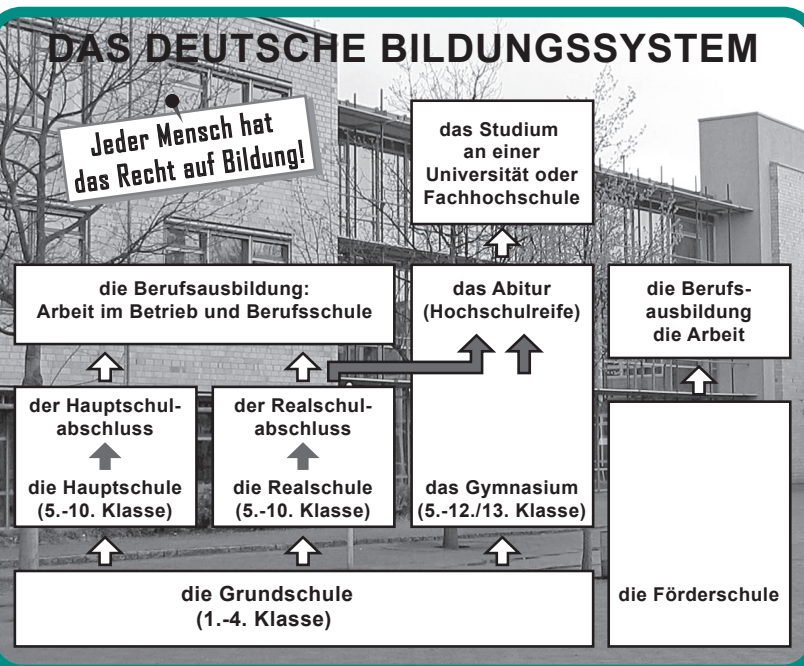 DAS DEUTSCHE BILDUNGSSYSTEM
Jeder Mensch hat
das Recht auf Bildung!
das Studium
an einer
Universität oder
Fachhochschule
die Berufsausbildung:
Arbeit im Betrieb und Berufsschule
das Abitur
(Hochschulreife)
die Berufs-
ausbildung
die Arbeit
der Hauptschul-
abschluss
die Hauptschule
(5.-10. Klasse)
der Realschul-
abschluss
die Realschule
(5.-10. Klasse)
das Gymnasium
(5.-12./13. Klasse)
die Grundschule
(1.-4. Klasse)
die Förderschule